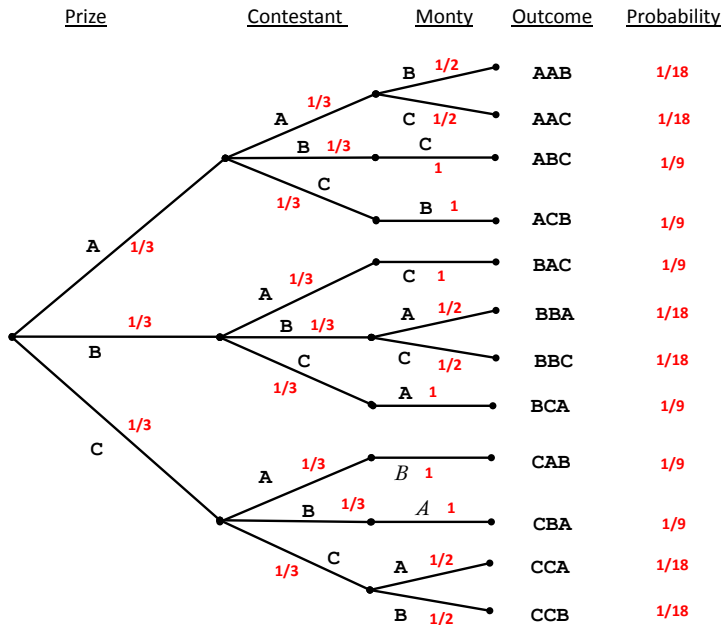 Prize Contestant Monty Outcome Probability
B 1/2 AAB 1/18
1/3
A C 1/2 AAC 1/18
B 1/3 C
1 ABC 1/9
C
1/3 B 1 ACB 1/9
A 1/3
1/3 C 1 BAC 1/9
A
1/3 B 1/3 A 1/2 BBA 1/18
B C 1/2 BBC 1/18
C
1/3 A 1 BCA 1/9
1/3
C
A 1/3 B 1 CAB 1/9
B 1/3 A 1 CBA 1/9
C
1/3 A 1/2 CCA 1/18
B 1/2 CCB 1/18